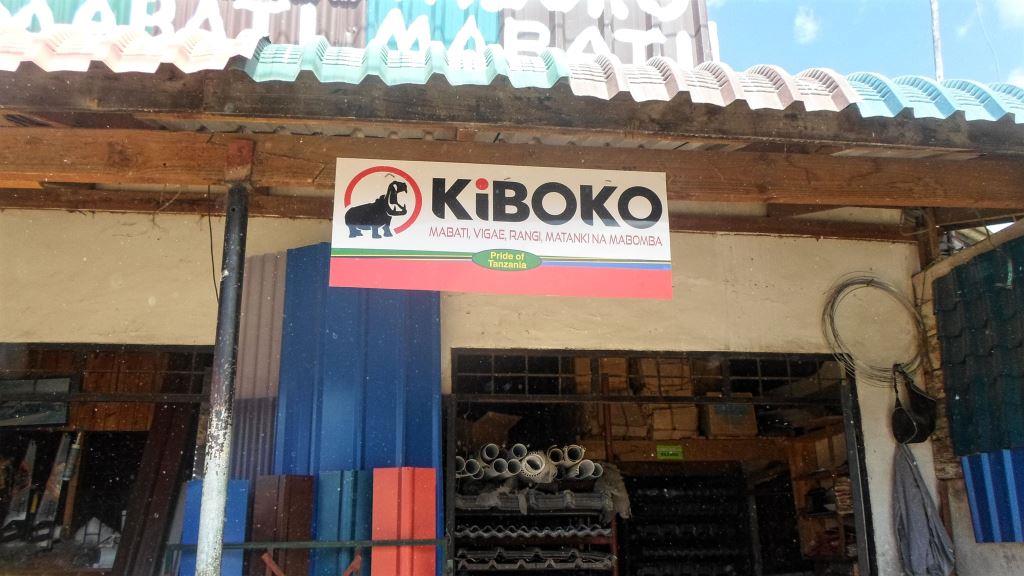 MABATI MABATI
KiBOKO
MABATI, VIGAE, RANGI, MATANKI NA MABOMBA
Pride of
Tanzania